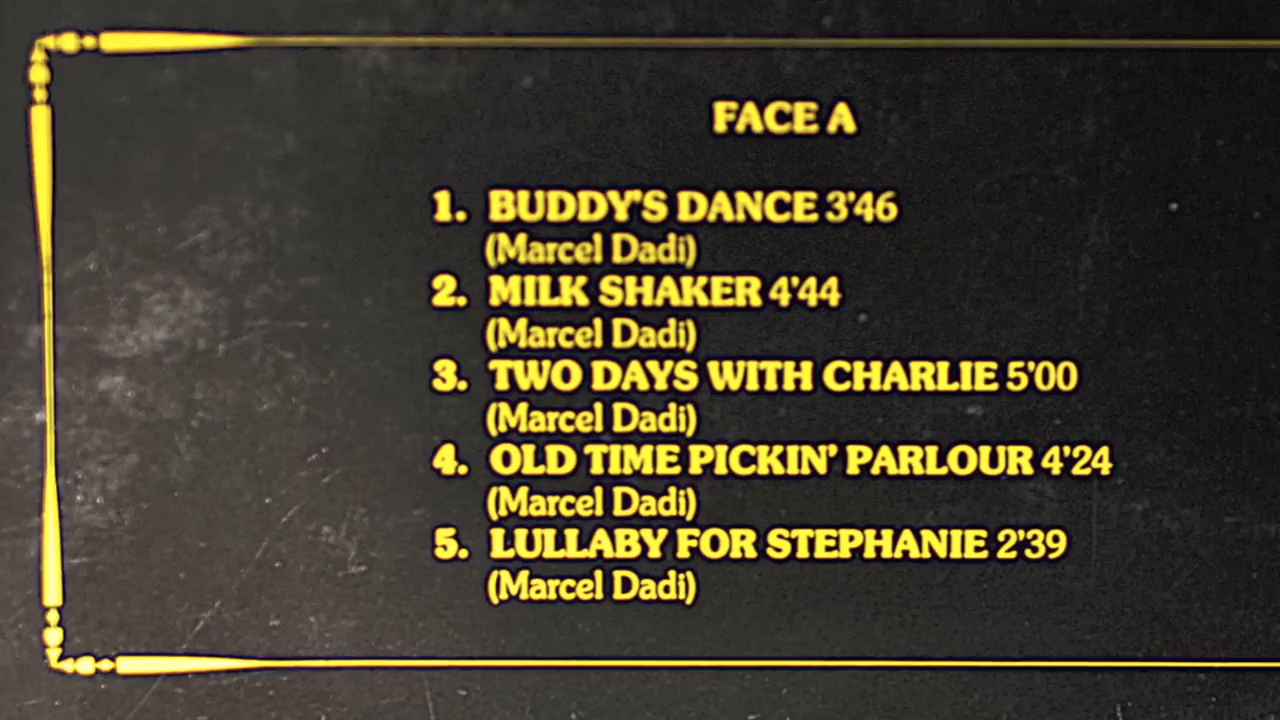 FACE A
1. BUDDY'S DANCE 3'46
(Marcel Dadi)
2. MILK SHAKER 4'44
(Marcel Dadi)
3. TWO DAYS WITH CHARLIE 5'00
(Marcel Dadi)
4. OLD TIME PICKIN' PARLOUR 4'24
(Marcel Dadi)
5. LULLABY FOR STEPHANIE 2'39
(Marcel Dadi)